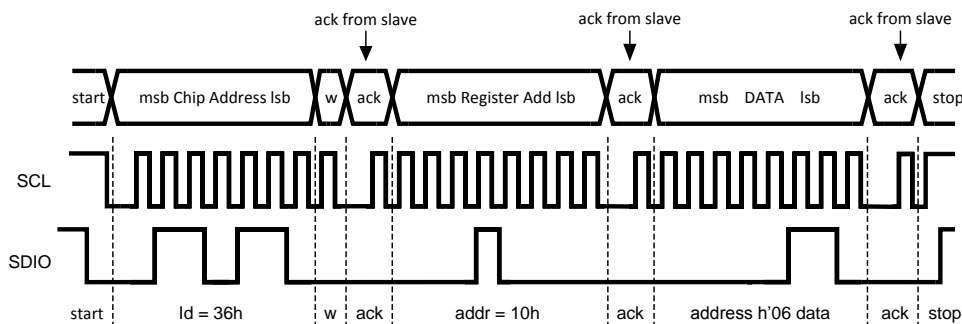 ack from slave ack from slave ack from slave
start msb Chip Address lsb w ack msb Register Add lsb ack msb DATA lsb ack stop
SCL
SDIO
start Id = 36h w ack addr = 10h ack address h'06 data ack stop